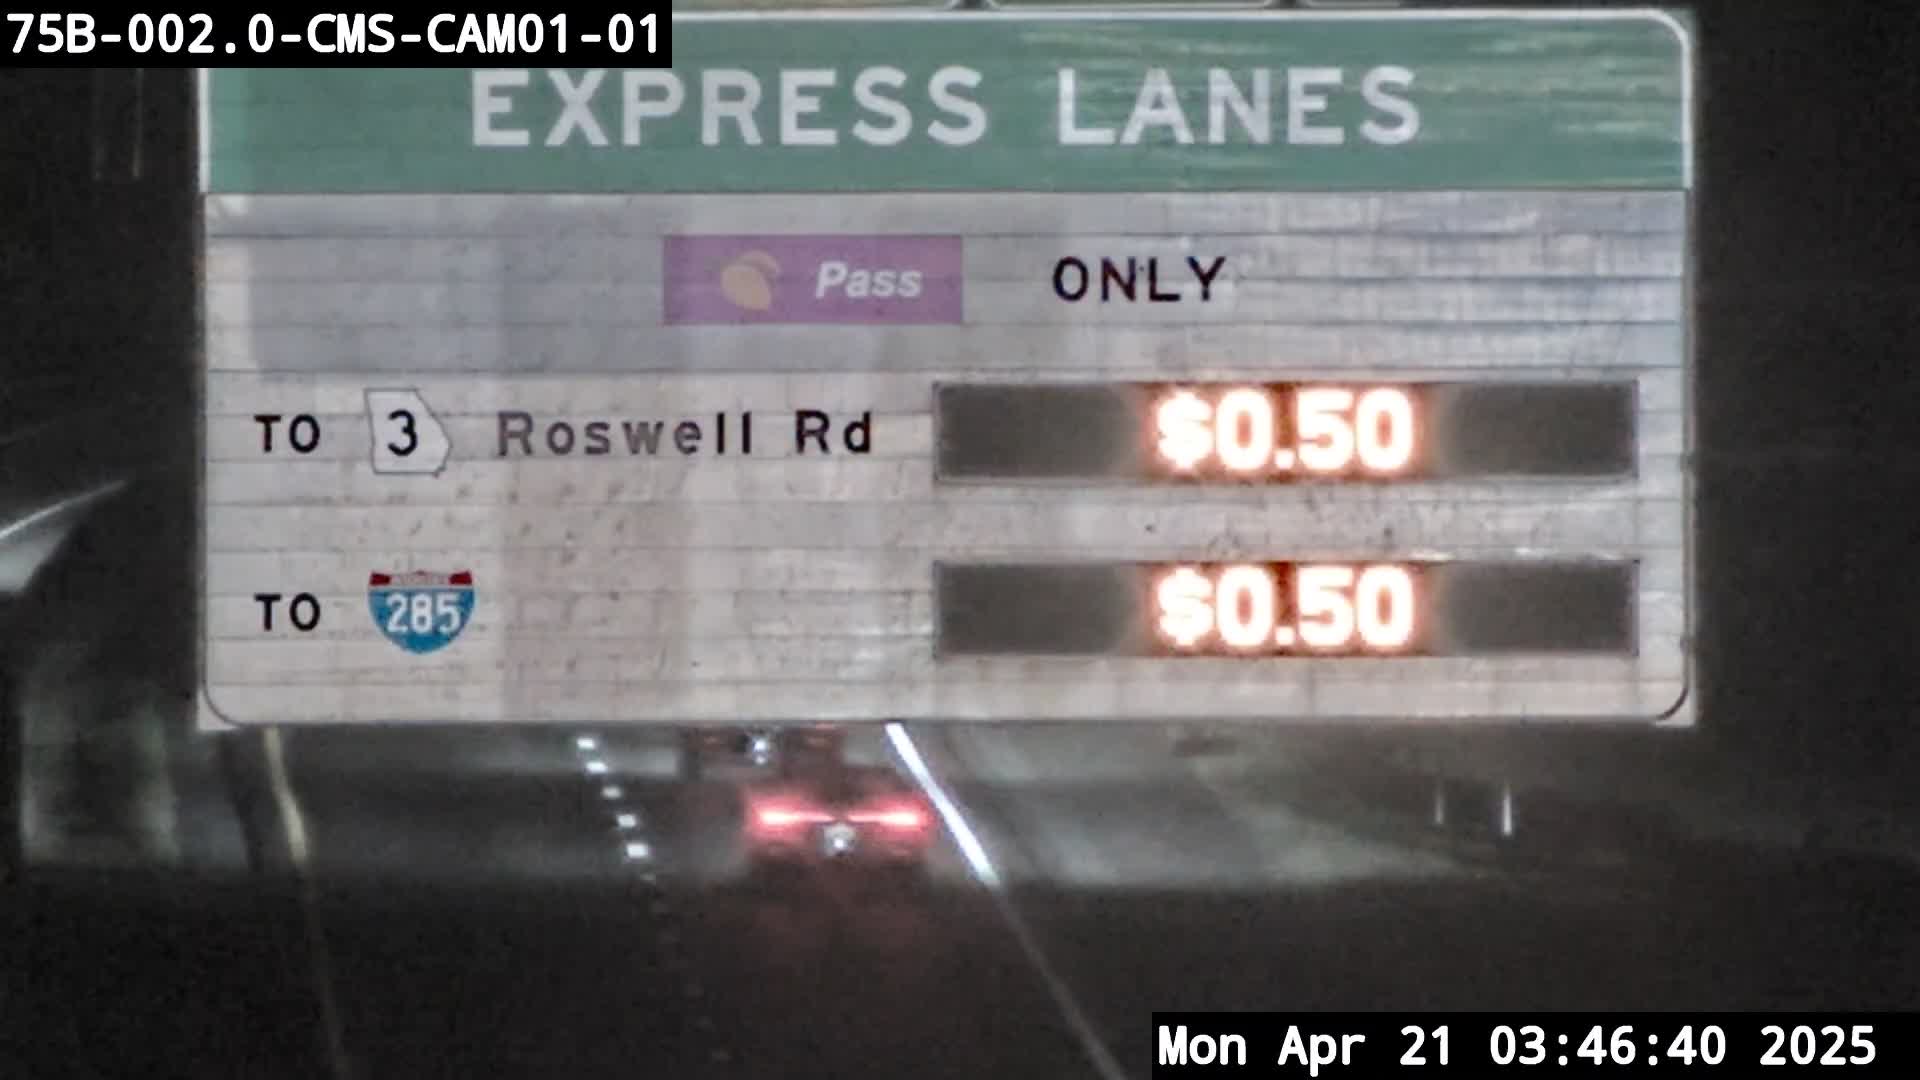 75B-002.0-CMS-CAM01-01
EXPRESS LANES
Pass ONLY
TO 3 Roswell Rd $0.50
TO 285 $0.50
Mon Apr 21 03:46:40 2025